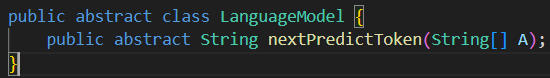 public abstract class LanguageModel {
    public abstract String nextPredictToken(String[] A);
}